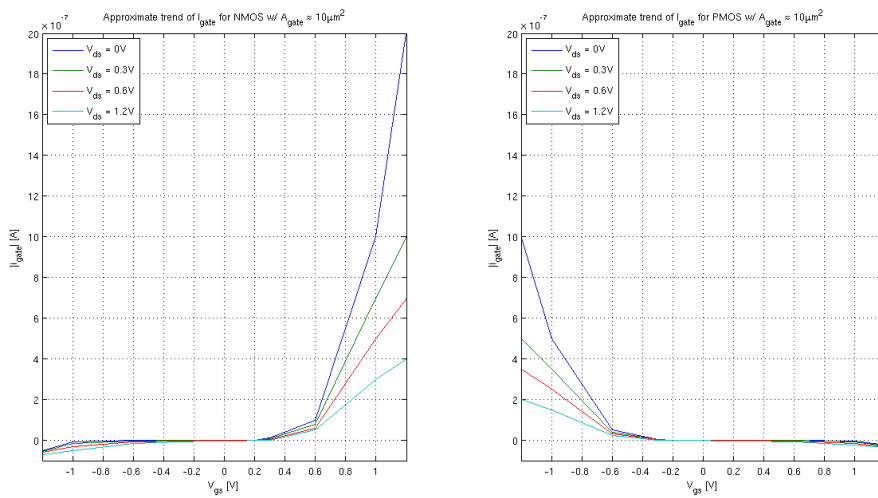 Approximate trend of I_gate for NMOS w/ A_gate ≈ 10μm²
× 10⁻⁷
20
18
16
14
12
10
8
6
4
2
0
|i_gate| [A]
V_ds = 0V
V_ds = 0.3V
V_ds = 0.6V
V_ds = 1.2V
-1 -0.8 -0.6 -0.4 -0.2 0 0.2 0.4 0.6 0.8 1
V_gs [V]
Approximate trend of I_gate for PMOS w/ A_gate ≈ 10μm²
× 10⁻⁷
20
18
16
14
12
10
8
6
4
2
0
|i_gate| [A]
V_ds = 0V
V_ds = 0.3V
V_ds = 0.6V
V_ds = 1.2V
-1 -0.8 -0.6 -0.4 -0.2 0 0.2 0.4 0.6 0.8 1
V_gs [V]